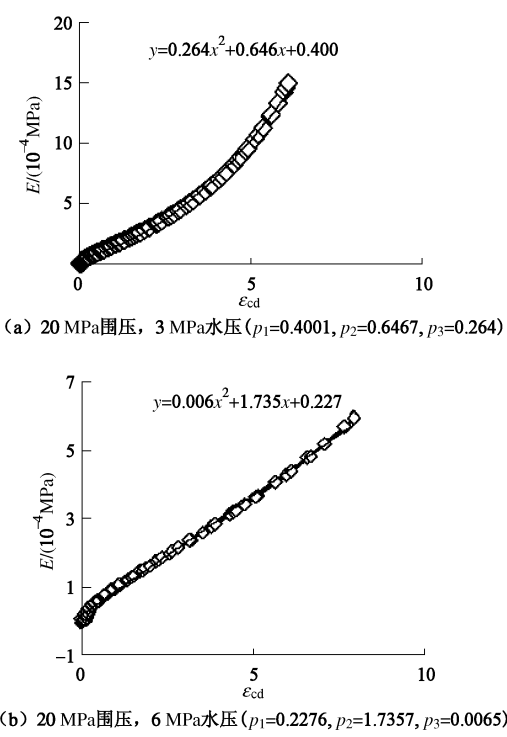 20
y=0.264x²+0.646x+0.400
15
10
5
E/(10⁻⁴MPa)
0
5
10
εcd
(a) 20 MPa围压, 3 MPa水压(p₁=0.4001, p₂=0.6467, p₃=0.264)
7
y=0.006x²+1.735x+0.227
5
3
1
−1
E/(10⁻⁴MPa)
0
5
10
εcd
(b) 20 MPa围压, 6 MPa水压(p₁=0.2276, p₂=1.7357, p₃=0.0065)